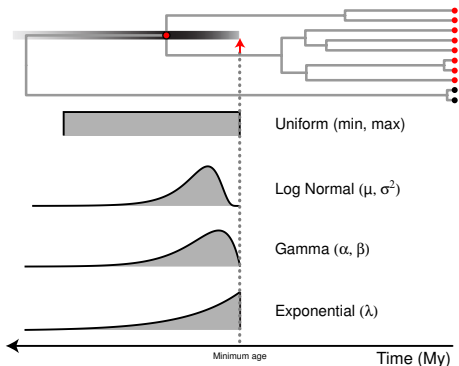 Uniform (min, max)
Log Normal (μ, σ²)
Gamma (α, β)
Exponential (λ)
Minimum age
Time (My)